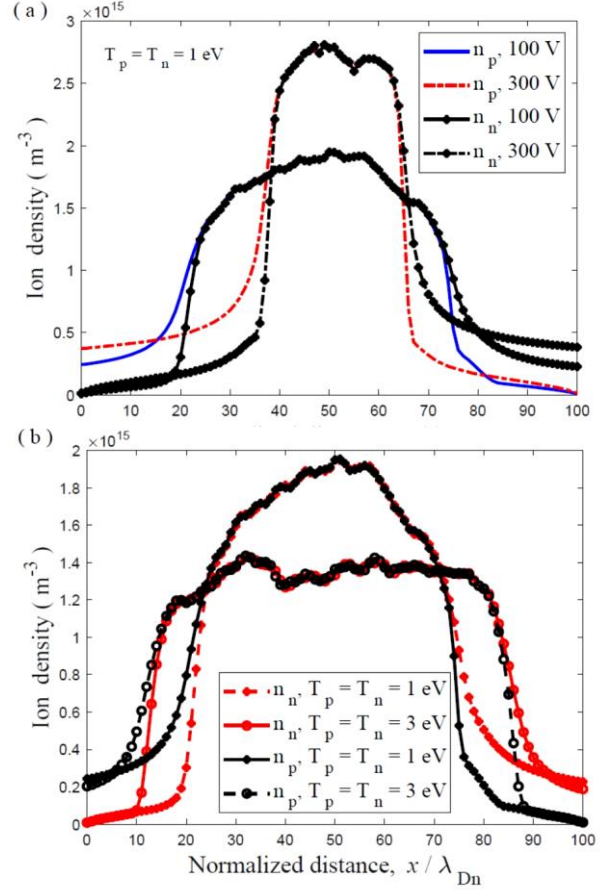 ( a )
×10¹⁵
3
2.5
2
1.5
1
0.5
0
T_p = T_n = 1 eV
n_p, 100 V
n_p, 300 V
n_n, 100 V
n_n, 300 V
Ion density ( m⁻³ )
0 10 20 30 40 50 60 70 80 90 100
( b )
×10¹⁵
2
1.8
1.6
1.4
1.2
1
0.8
0.6
0.4
0.2
0
Ion density ( m⁻³ )
n_n, T_p = T_n = 1 eV
n_n, T_p = T_n = 3 eV
n_p, T_p = T_n = 1 eV
n_p, T_p = T_n = 3 eV
0 10 20 30 40 50 60 70 80 90 100
Normalized distance, x / λ_Dn